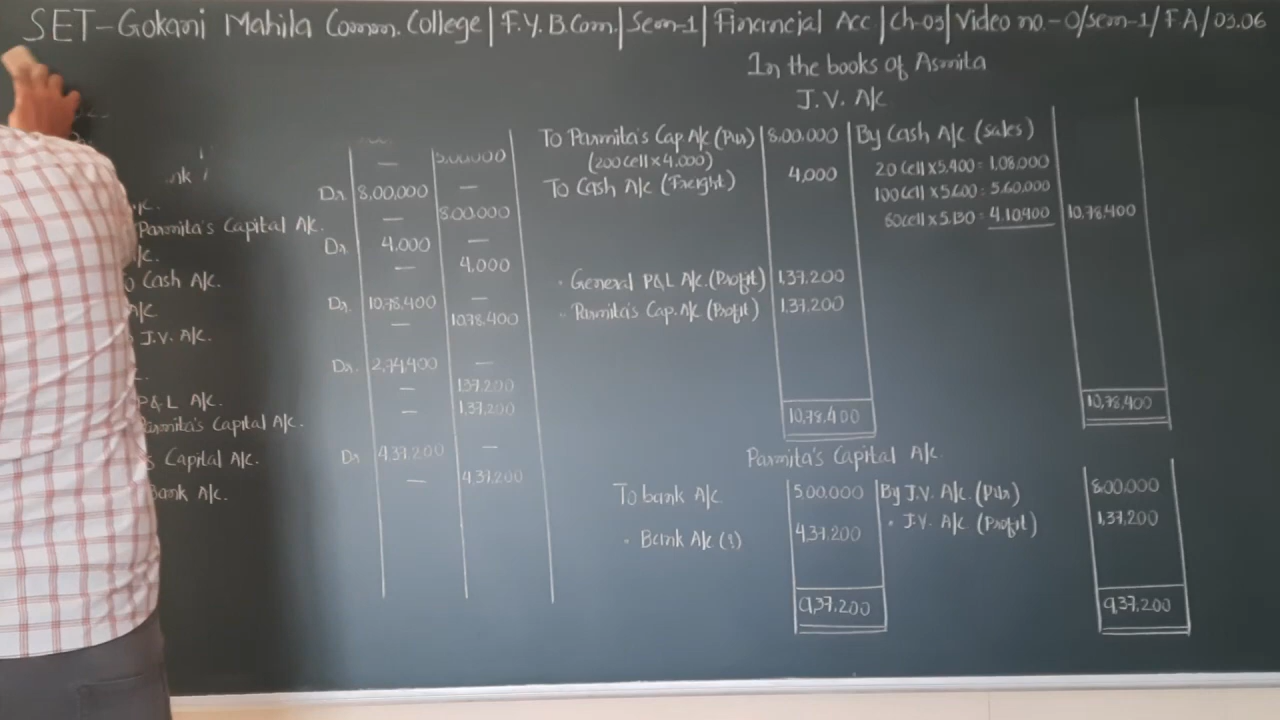 SET-Gokani Mahila Comm. College | F.Y.B.Com. | Sem-1 | Financial Acc | Ch-03 | Video no.-0/sem-1/F.A/03.06
— 5,00,000
Dr. 8,00,000 —
Parmita's Capital A/c. — 8,00,000
Dr. 4,000 —
Cash A/c. — 4,000
A/c Dr. 10,78,400 —
J.V. A/c. — 10,78,400
Dr. 2,74,400 —
P&L A/c. — 1,37,200
Parmita's Capital A/c. — 1,37,200
Capital A/c. Dr. 4,37,200 —
Bank A/c. — 4,37,200
In the books of Asmita
J.V. A/c
To Parmita's Cap. A/c (Pur) 8,00,000 By Cash A/c (sales)
(200 cell x 4,000) 20 cell x 5,400 = 1,08,000
To Cash A/c (Freight) 4,000 100 cell x 5,600 = 5,60,000
80 cell x 5,130 = 4,10,400 10,78,400
" General P&L A/c. (Profit) 1,37,200
" Parmita's Cap. A/c (Profit) 1,37,200
10,78,400 10,78,400
Parmita's Capital A/c.
To bank A/c 5,00,000 By J.V. A/c. (Pur) 8,00,000
" Bank A/c (?) 4,37,200 " J.V. A/c (Profit) 1,37,200
9,37,200 9,37,200